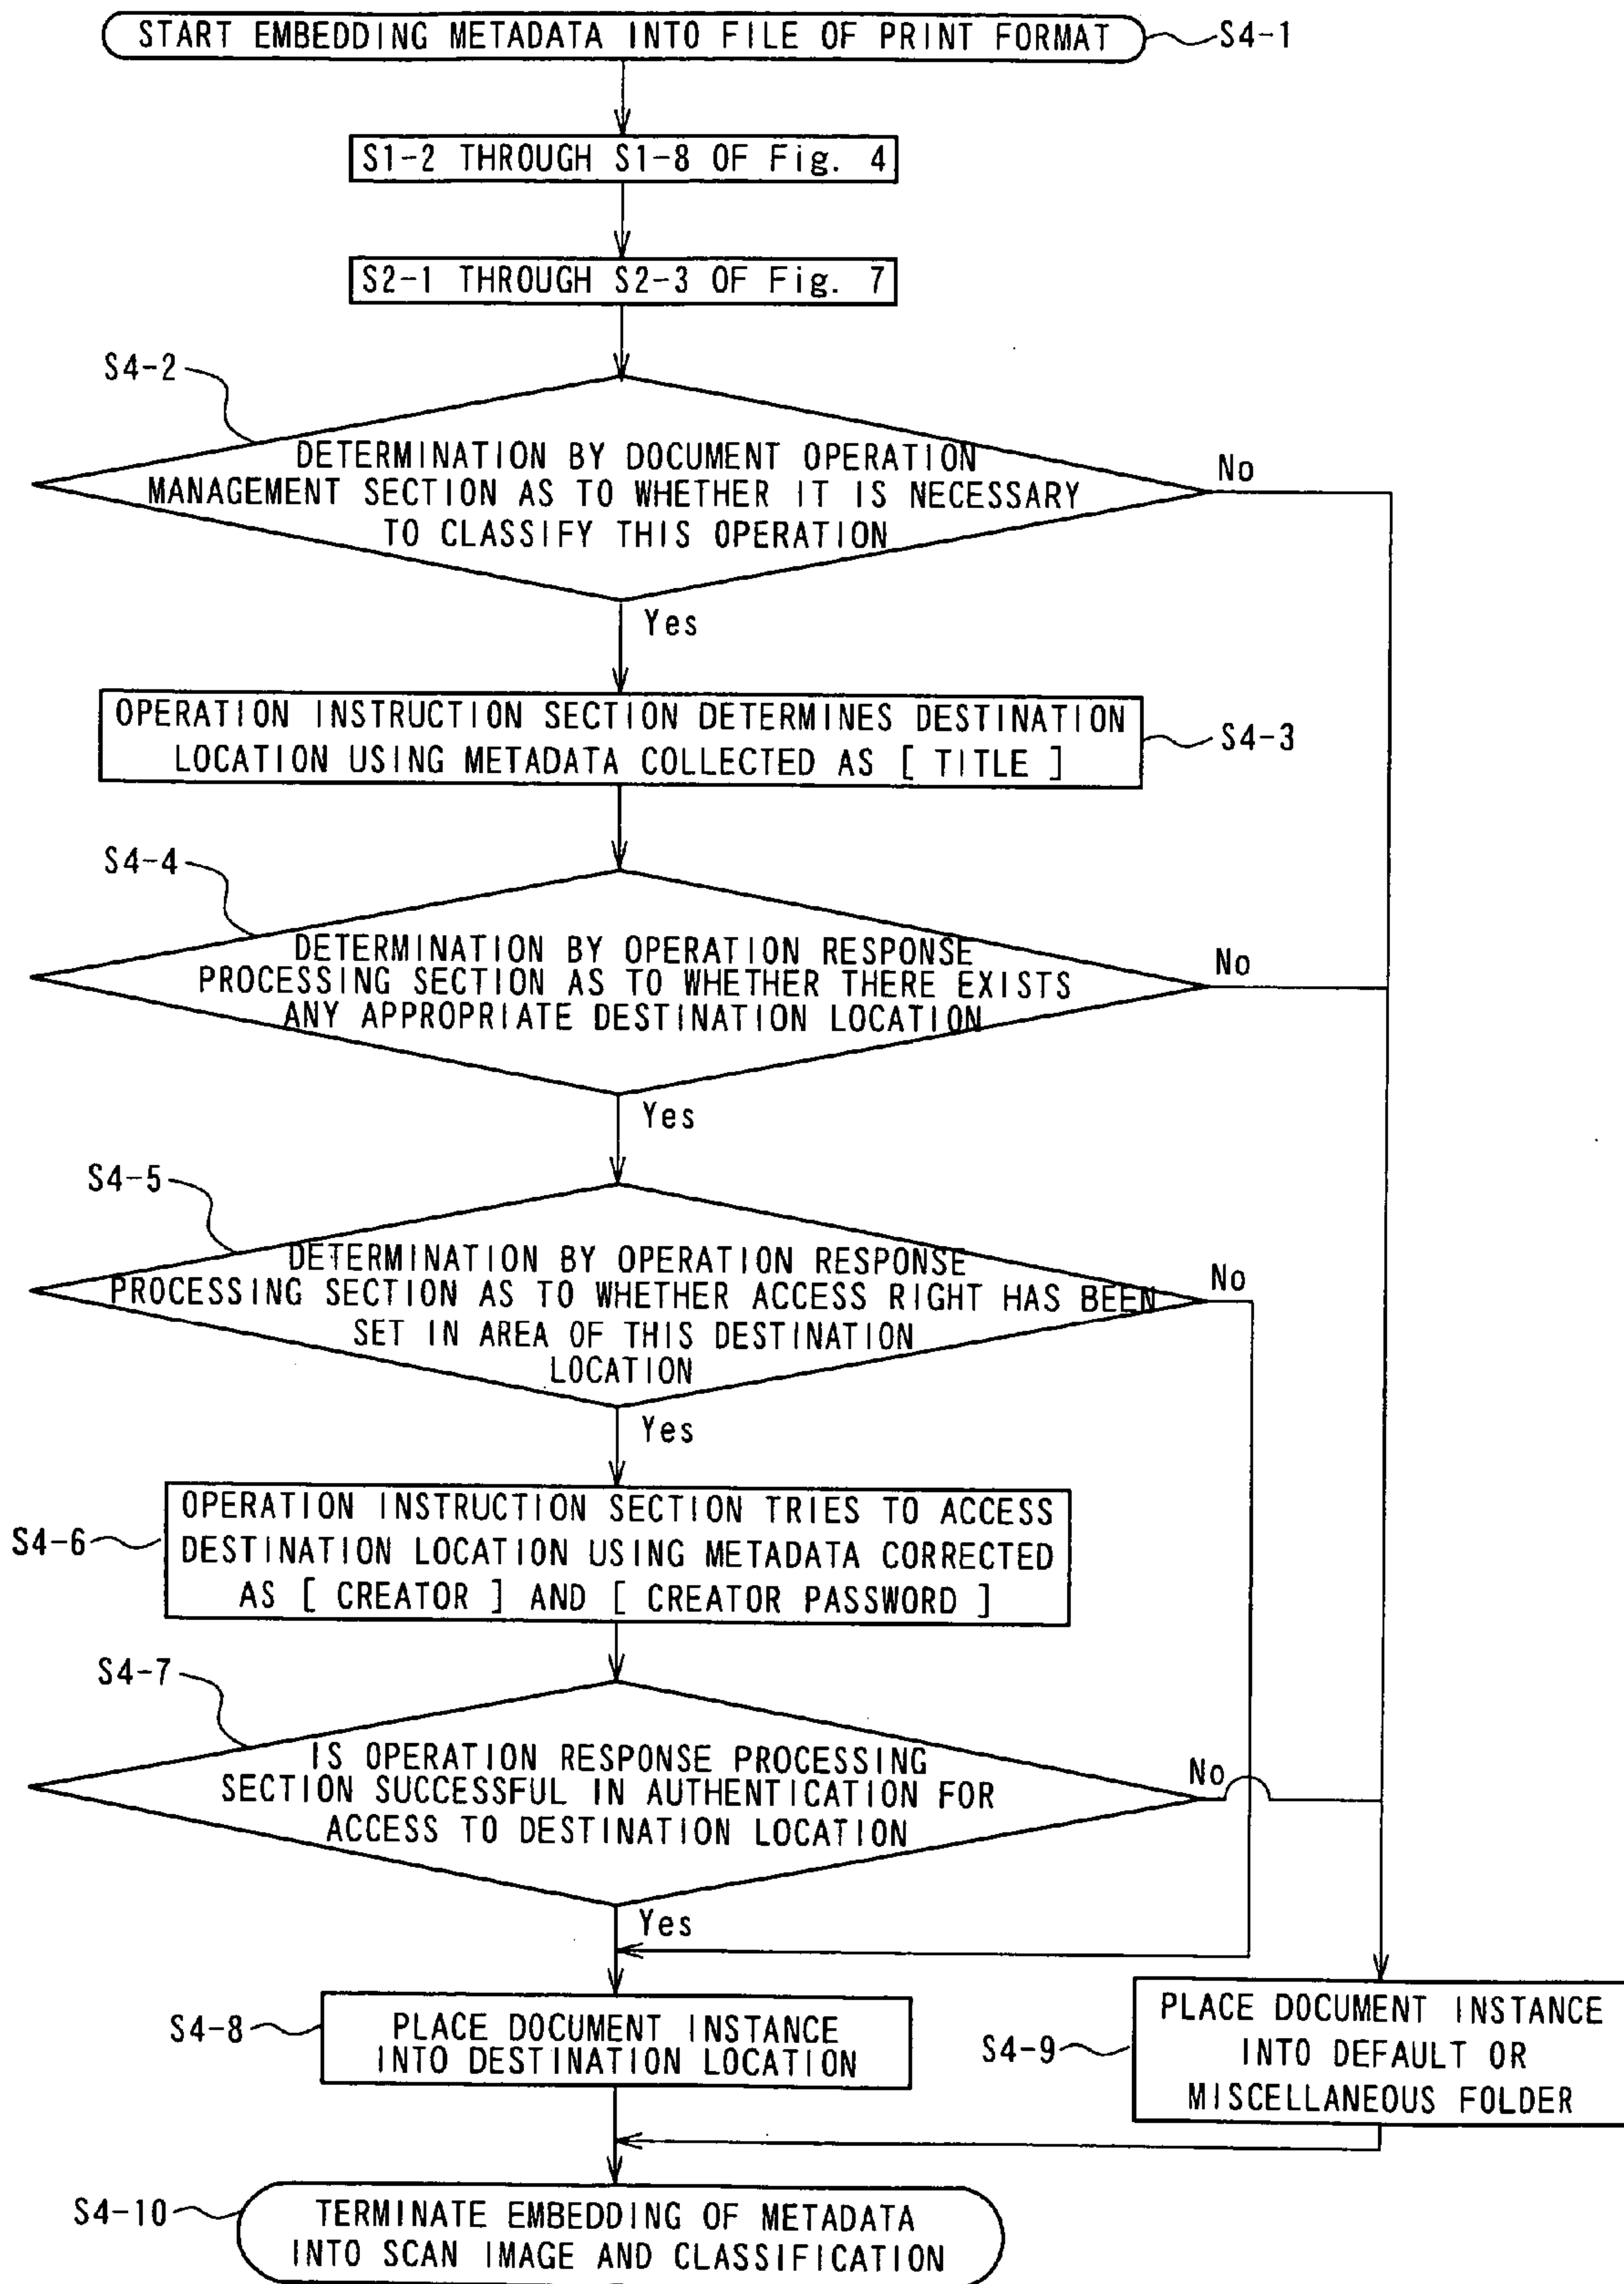 START EMBEDDING METADATA INTO FILE OF PRINT FORMAT
S4-1
S1-2 THROUGH S1-8 OF Fig. 4
S2-1 THROUGH S2-3 OF Fig. 7
S4-2
DETERMINATION BY DOCUMENT OPERATION
MANAGEMENT SECTION AS TO WHETHER IT IS NECESSARY
TO CLASSIFY THIS OPERATION
No
Yes
OPERATION INSTRUCTION SECTION DETERMINES DESTINATION
LOCATION USING METADATA COLLECTED AS [ TITLE ]
S4-3
S4-4
DETERMINATION BY OPERATION RESPONSE
PROCESSING SECTION AS TO WHETHER THERE EXISTS
ANY APPROPRIATE DESTINATION LOCATION
No
Yes
S4-5
DETERMINATION BY OPERATION RESPONSE
PROCESSING SECTION AS TO WHETHER ACCESS RIGHT HAS BEEN
SET IN AREA OF THIS DESTINATION
LOCATION
No
Yes
S4-6
OPERATION INSTRUCTION SECTION TRIES TO ACCESS
DESTINATION LOCATION USING METADATA CORRECTED
AS [ CREATOR ] AND [ CREATOR PASSWORD ]
S4-7
IS OPERATION RESPONSE PROCESSING
SECTION SUCCESSFUL IN AUTHENTICATION FOR
ACCESS TO DESTINATION LOCATION
No
Yes
S4-8
PLACE DOCUMENT INSTANCE
INTO DESTINATION LOCATION
S4-9
PLACE DOCUMENT INSTANCE
INTO DEFAULT OR
MISCELLANEOUS FOLDER
S4-10
TERMINATE EMBEDDING OF METADATA
INTO SCAN IMAGE AND CLASSIFICATION